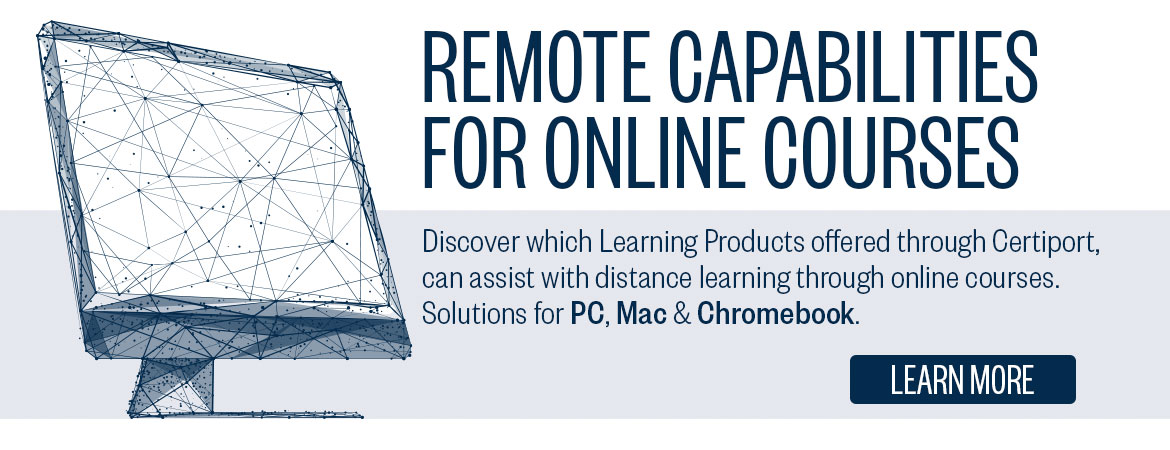 REMOTE CAPABILITIES
FOR ONLINE COURSES
Discover which Learning Products offered through Certiport,
can assist with distance learning through online courses.
Solutions for PC, Mac & Chromebook.
LEARN MORE